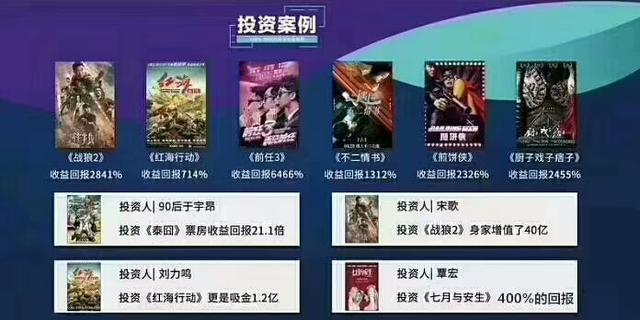 投资案例
《战狼2》
收益回报2841%
《红海行动》
收益回报714%
《前任3》
收益回报6466%
《不二情书》
收益回报1312%
《煎饼侠》
收益回报2326%
《厨子戏子痞子》
收益回报2455%
投资人| 90后于宇昂
投资《泰囧》票房收益回报21.1倍
投资人| 宋歌
投资《战狼2》身家增值了40亿
投资人| 刘力鸣
投资《红海行动》更是吸金1.2亿
投资人| 覃宏
投资《七月与安生》400%的回报